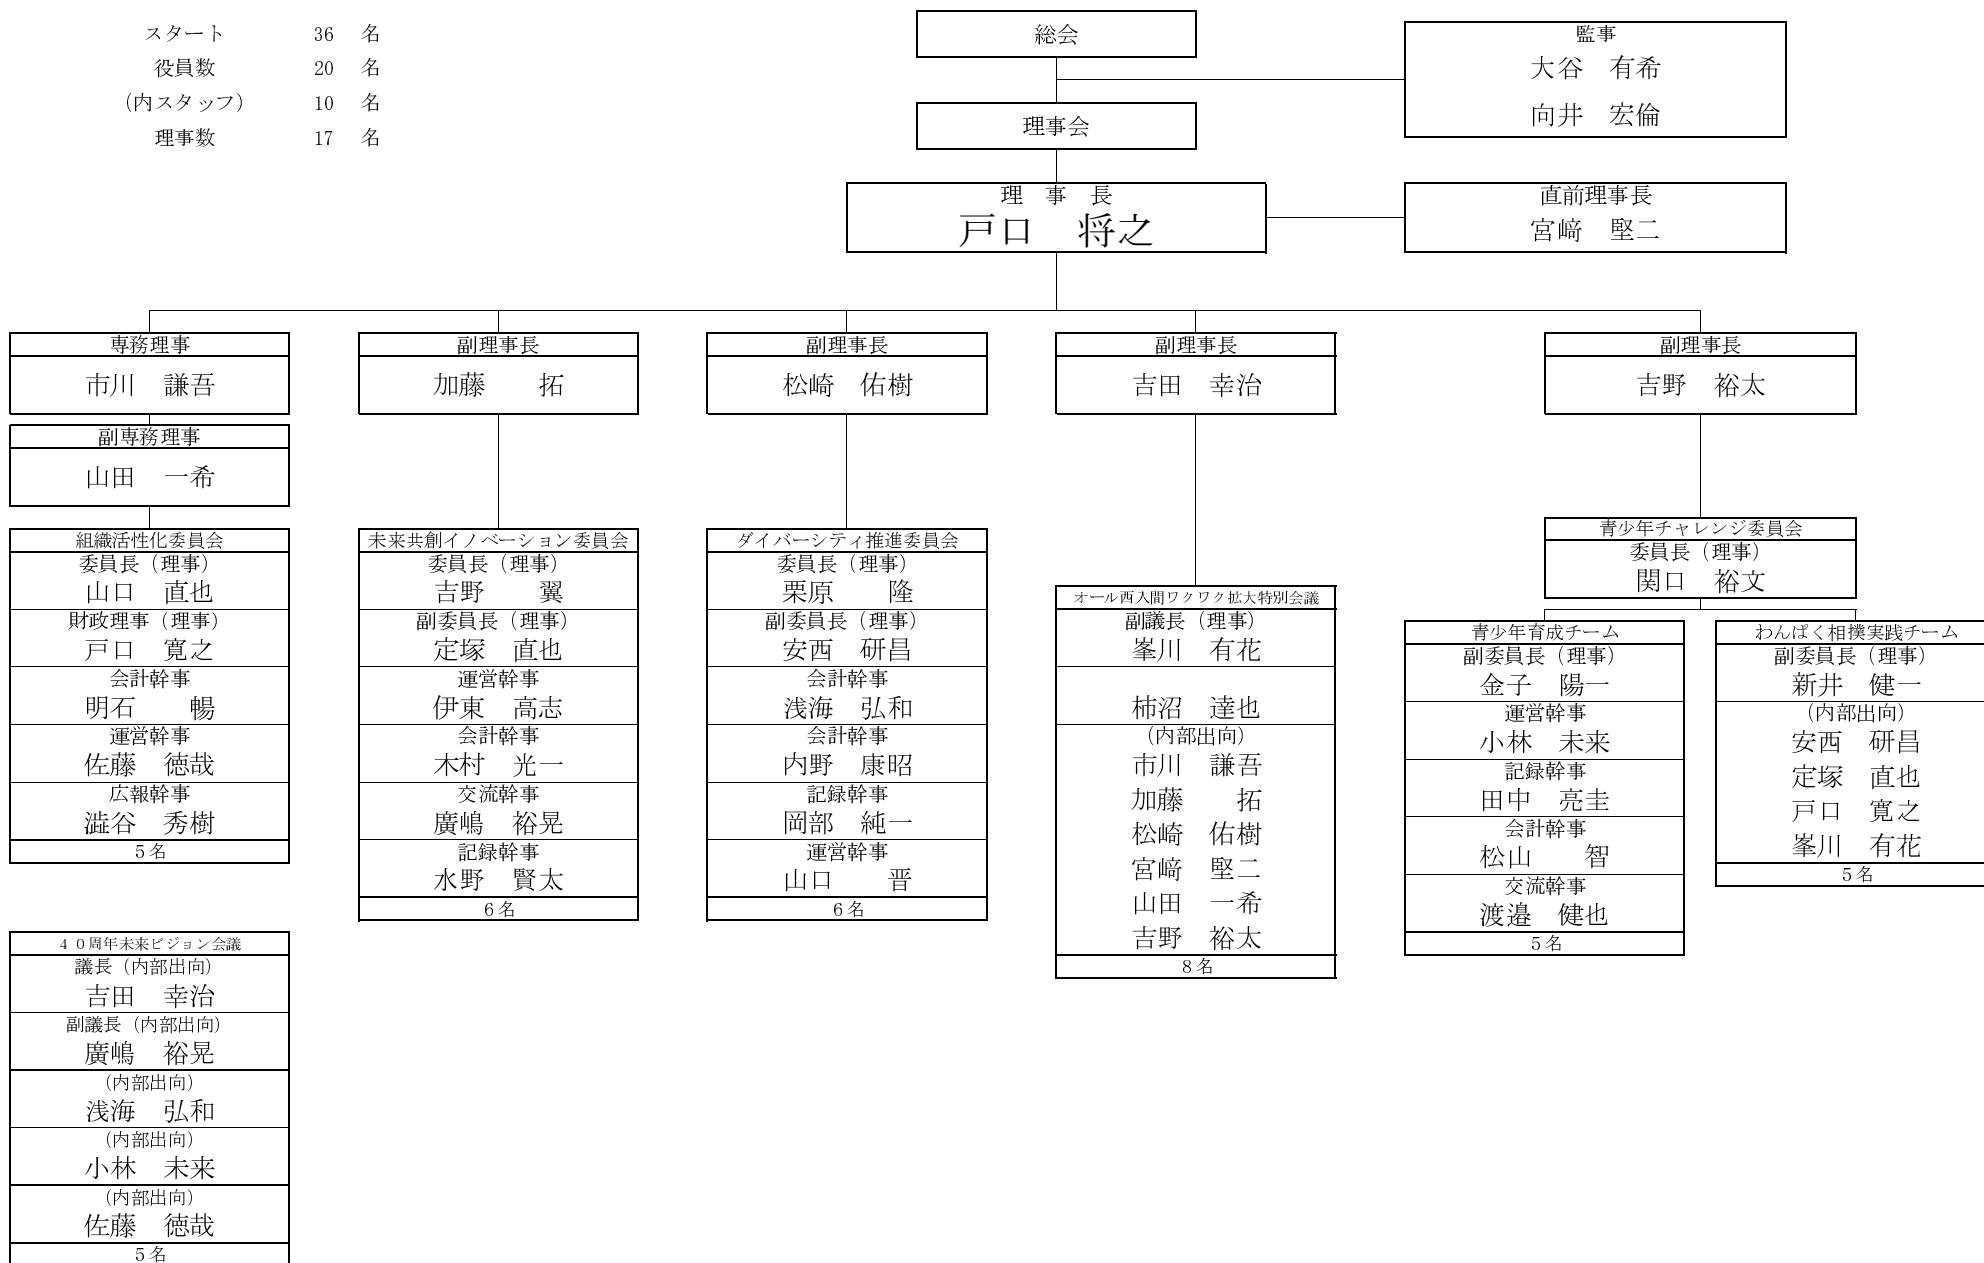 スタート 36 名
役員数 20 名
（内スタッフ） 10 名
理事数 17 名
総会
監事
大谷　有希
向井　宏倫
理事会
理　事　長
戸口　将之
直前理事長
宮﨑　堅二
専務理事
市川　謙吾
副専務理事
山田　一希
組織活性化委員会
委員長（理事）
山口　直也
財政理事（理事）
戸口　寛之
会計幹事
明石　　暢
運営幹事
佐藤　徳哉
広報幹事
澁谷　秀樹
５名
４０周年未来ビジョン会議
議長（内部出向）
吉田　幸治
副議長（内部出向）
廣嶋　裕晃
（内部出向）
浅海　弘和
（内部出向）
小林　未来
（内部出向）
佐藤　徳哉
５名
副理事長
加藤　　拓
未来共創イノベーション委員会
委員長（理事）
吉野　　翼
副委員長（理事）
定塚　直也
運営幹事
伊東　高志
会計幹事
木村　光一
交流幹事
廣嶋　裕晃
記録幹事
水野　賢太
６名
副理事長
松崎　佑樹
ダイバーシティ推進委員会
委員長（理事）
栗原　　隆
副委員長（理事）
安西　研昌
会計幹事
浅海　弘和
会計幹事
内野　康昭
記録幹事
岡部　純一
運営幹事
山口　　晋
６名
副理事長
吉田　幸治
オール西入間ワクワク拡大特別会議
副議長（理事）
峯川　有花
柿沼　達也
（内部出向）
市川　謙吾
加藤　　拓
松崎　佑樹
宮﨑　堅二
山田　一希
吉野　裕太
８名
副理事長
吉野　裕太
青少年チャレンジ委員会
委員長（理事）
関口　裕文
青少年育成チーム
副委員長（理事）
金子　陽一
運営幹事
小林　未来
記録幹事
田中　亮圭
会計幹事
松山　　智
交流幹事
渡邉　健也
５名
わんぱく相撲実践チーム
副委員長（理事）
新井　健一
（内部出向）
安西　研昌
定塚　直也
戸口　寛之
峯川　有花
５名